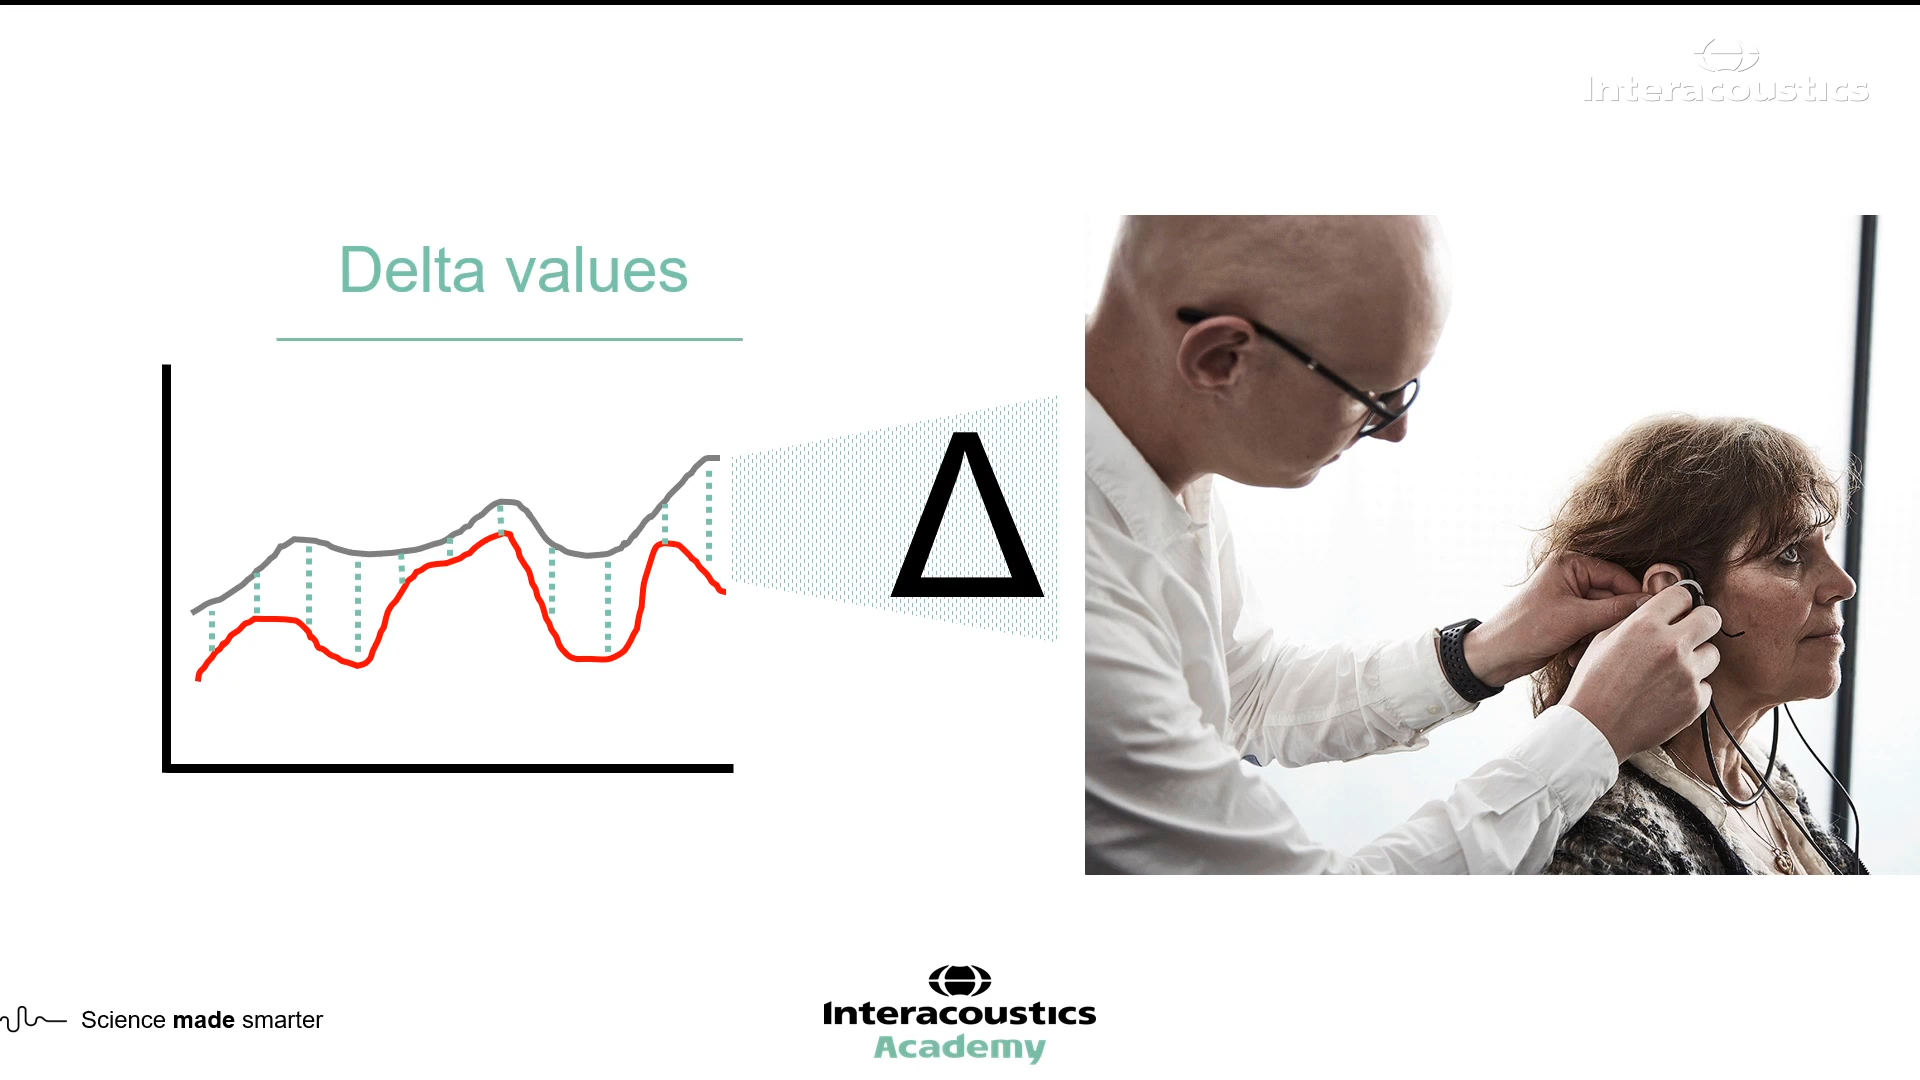 Interacoustics
Delta values
Δ
Science made smarter
Interacoustics
Academy